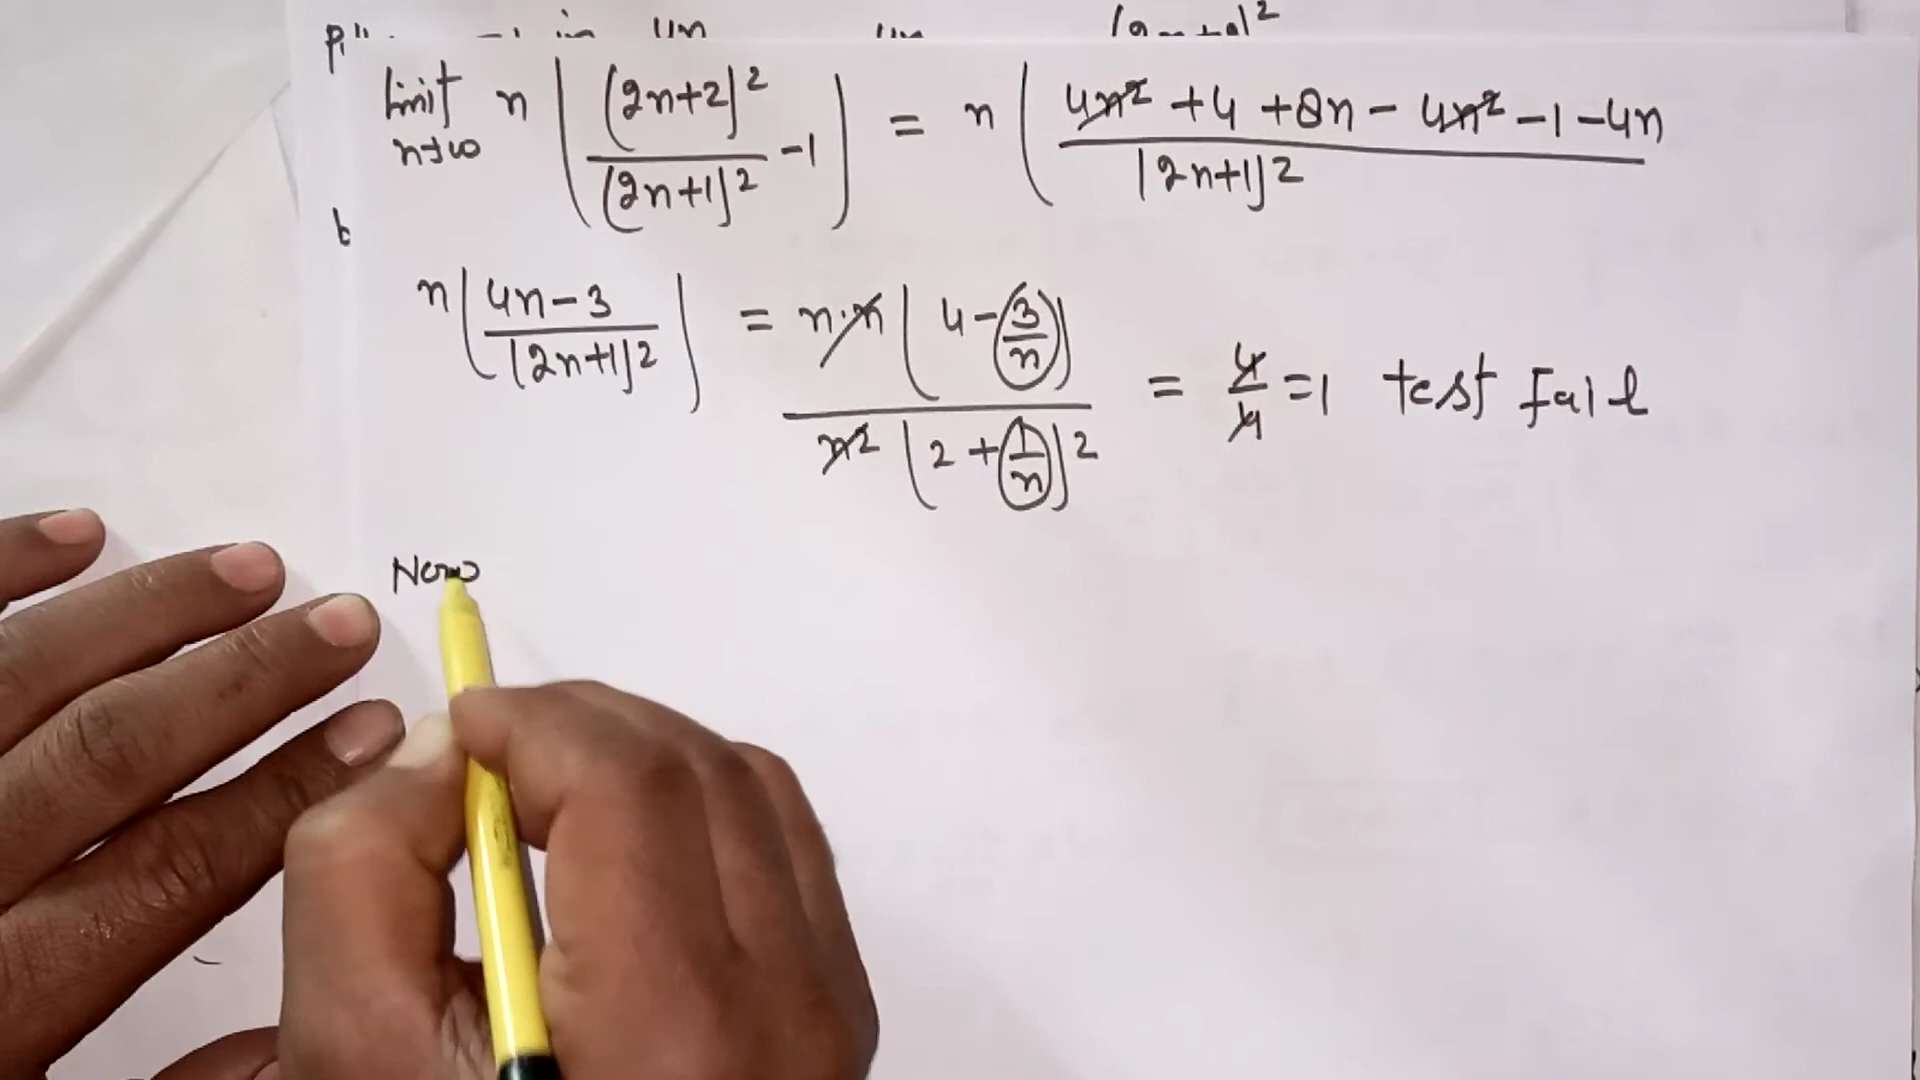 limit n→∞ n ( (2n+2)² / (2n+1)² - 1 ) = n ( 4n² + 4 + 8n - 4n² - 1 - 4n / (2n+1)²
n ( 4n-3 / (2n+1)² ) = n·n ( 4 - 3/n ) / n² ( 2 + 1/n )² = 4/4 = 1 test Fail
Now